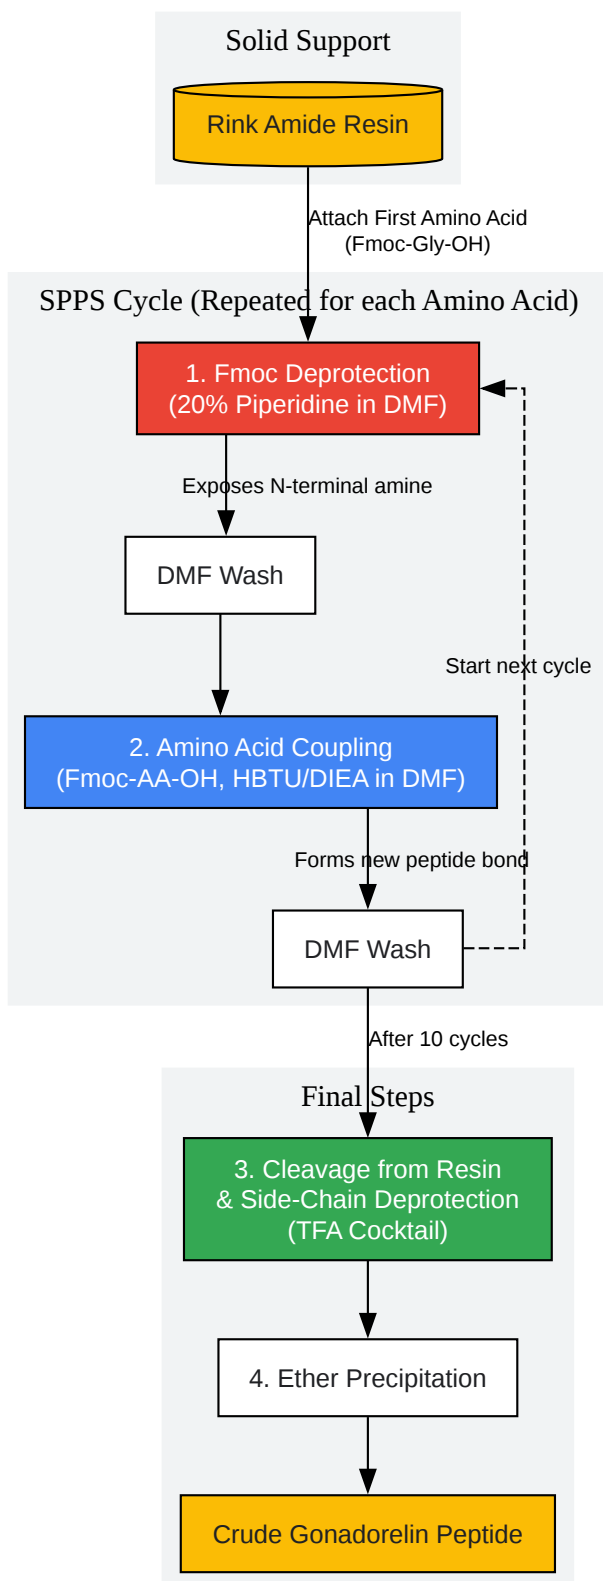 Solid Support
Rink Amide Resin
Attach First Amino Acid
(Fmoc-Gly-OH)
SPPS Cycle (Repeated for each Amino Acid)
1. Fmoc Deprotection
(20% Piperidine in DMF)
Exposes N-terminal amine
DMF Wash
Start next cycle
2. Amino Acid Coupling
(Fmoc-AA-OH, HBTU/DIEA in DMF)
Forms new peptide bond
DMF Wash
After 10 cycles
Final Steps
3. Cleavage from Resin
& Side-Chain Deprotection
(TFA Cocktail)
4. Ether Precipitation
Crude Gonadorelin Peptide